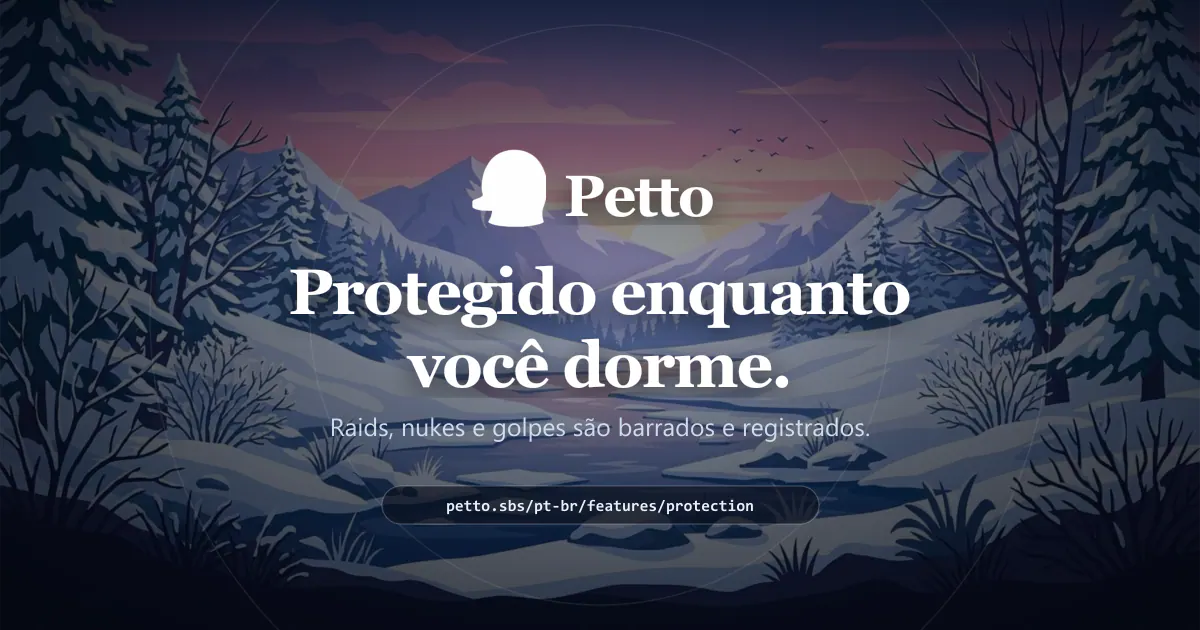 Petto
Protegido enquanto
você dorme.
Raids, nukes e golpes são barrados e registrados.
petto.sbs/pt-br/features/protection